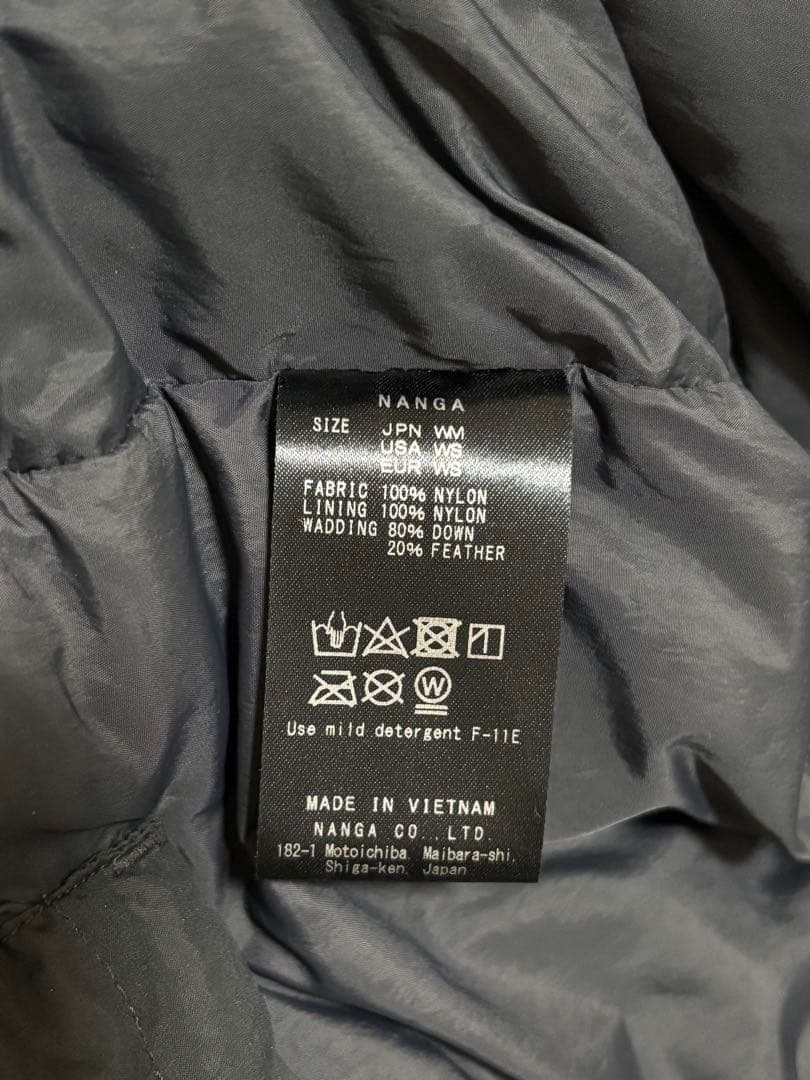 NANGA
SIZE JPN WM
USA WS
EUR WS
FABRIC 100% NYLON
LINING 100% NYLON
WADDING 80% DOWN
20% FEATHER
W
Use mild detergent F-11E
MADE IN VIETNAM
NANGA CO., LTD.
182-1 Motoichiba, Maibara-shi,
Shiga-ken, Japan